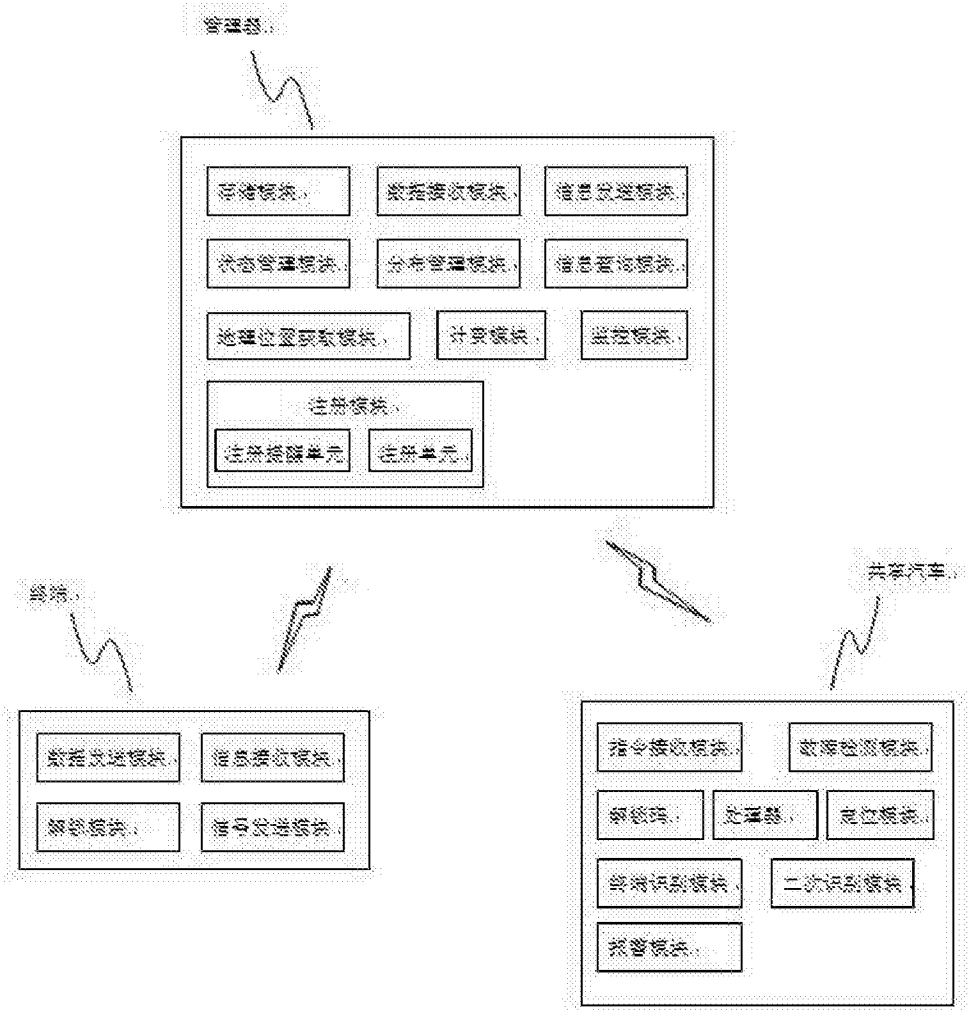 管理器
存储模块
数据接收模块
信息发送模块
状态管理模块
分布管理模块
信息查询模块
地理位置获取模块
计费模块
监控模块
注册模块
注册提醒单元
注册单元
终端
共享汽车
数据发送模块
信息接收模块
解锁模块
信号发送模块
指令接收模块
故障检测模块
解锁码
处理器
定位模块
终端识别模块
二次识别模块
报警模块